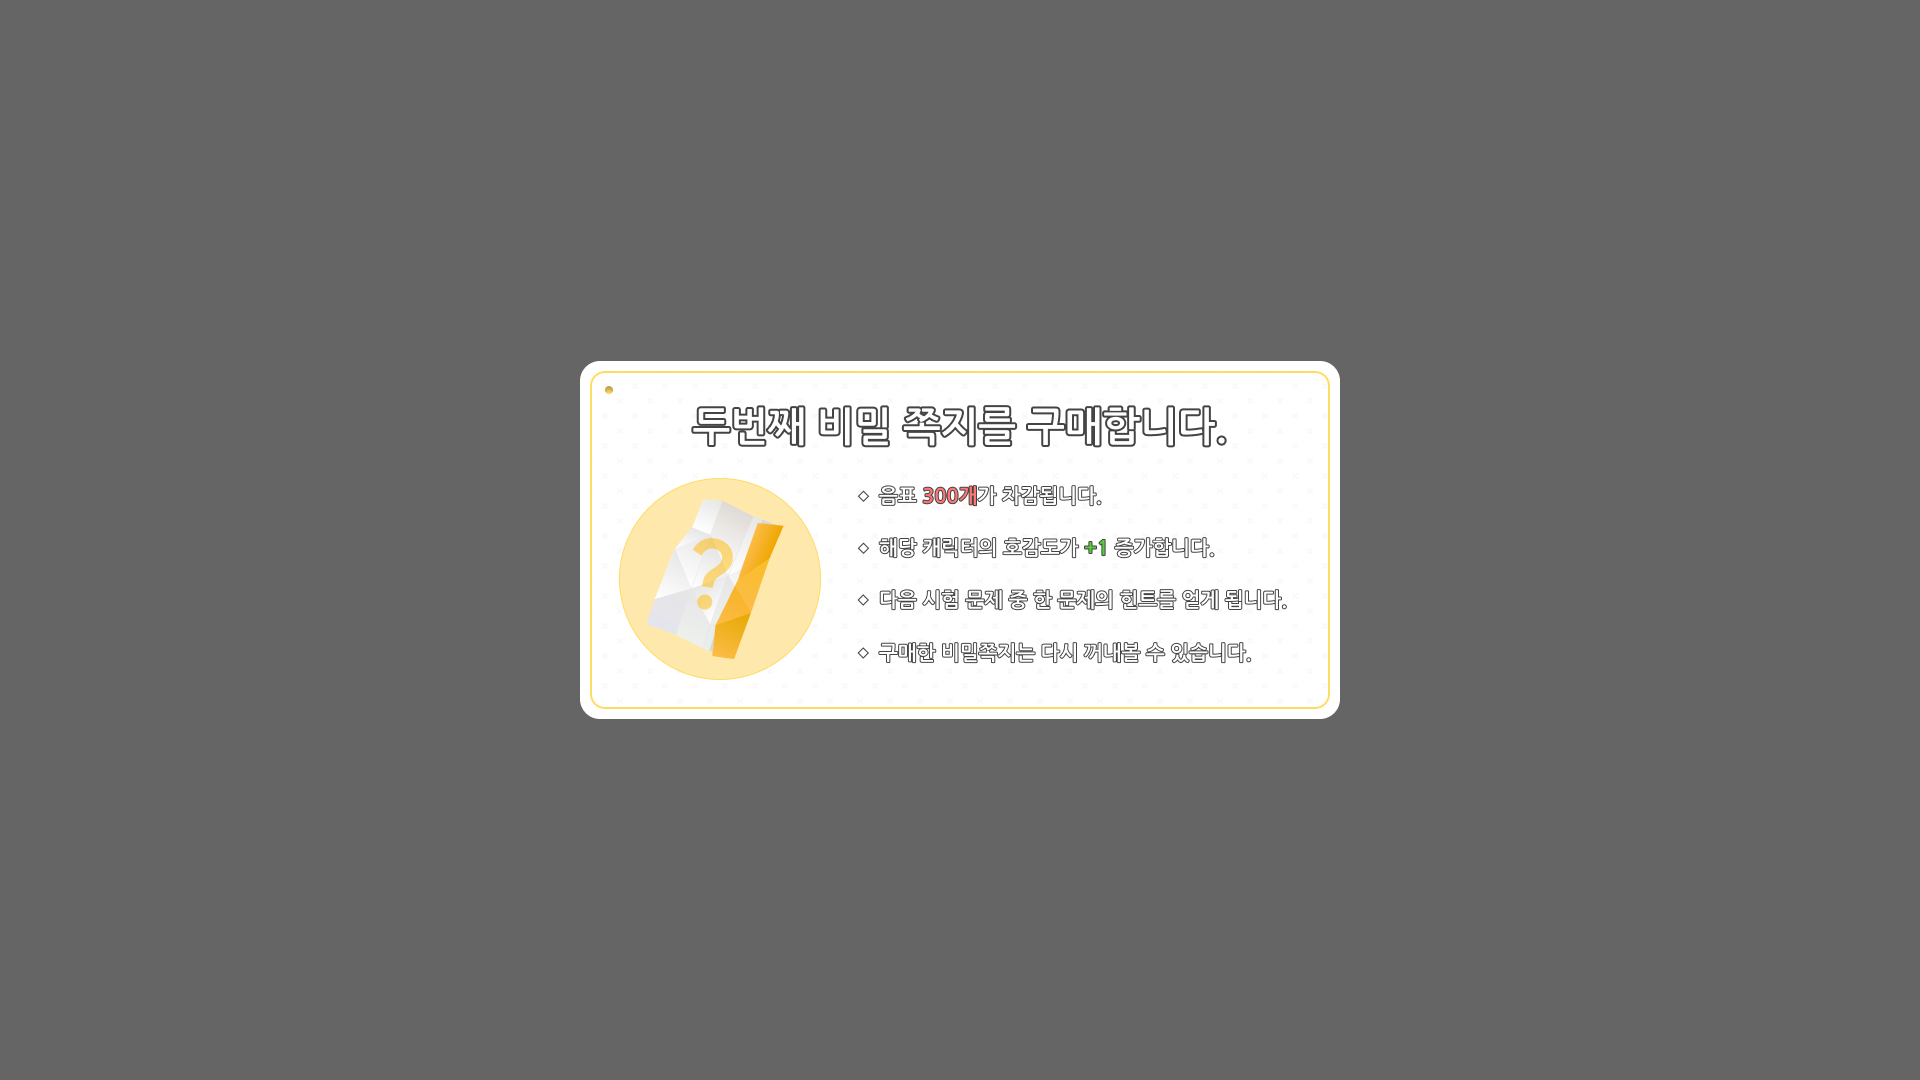 두번째 비밀 쪽지를 구매합니다.
◇ 음표 300개가 차감됩니다.
◇ 해당 캐릭터의 호감도가 +1 증가합니다.
◇ 다음 시험 문제 중 한 문제의 힌트를 얻게 됩니다.
◇ 구매한 비밀쪽지는 다시 꺼내볼 수 있습니다.
?